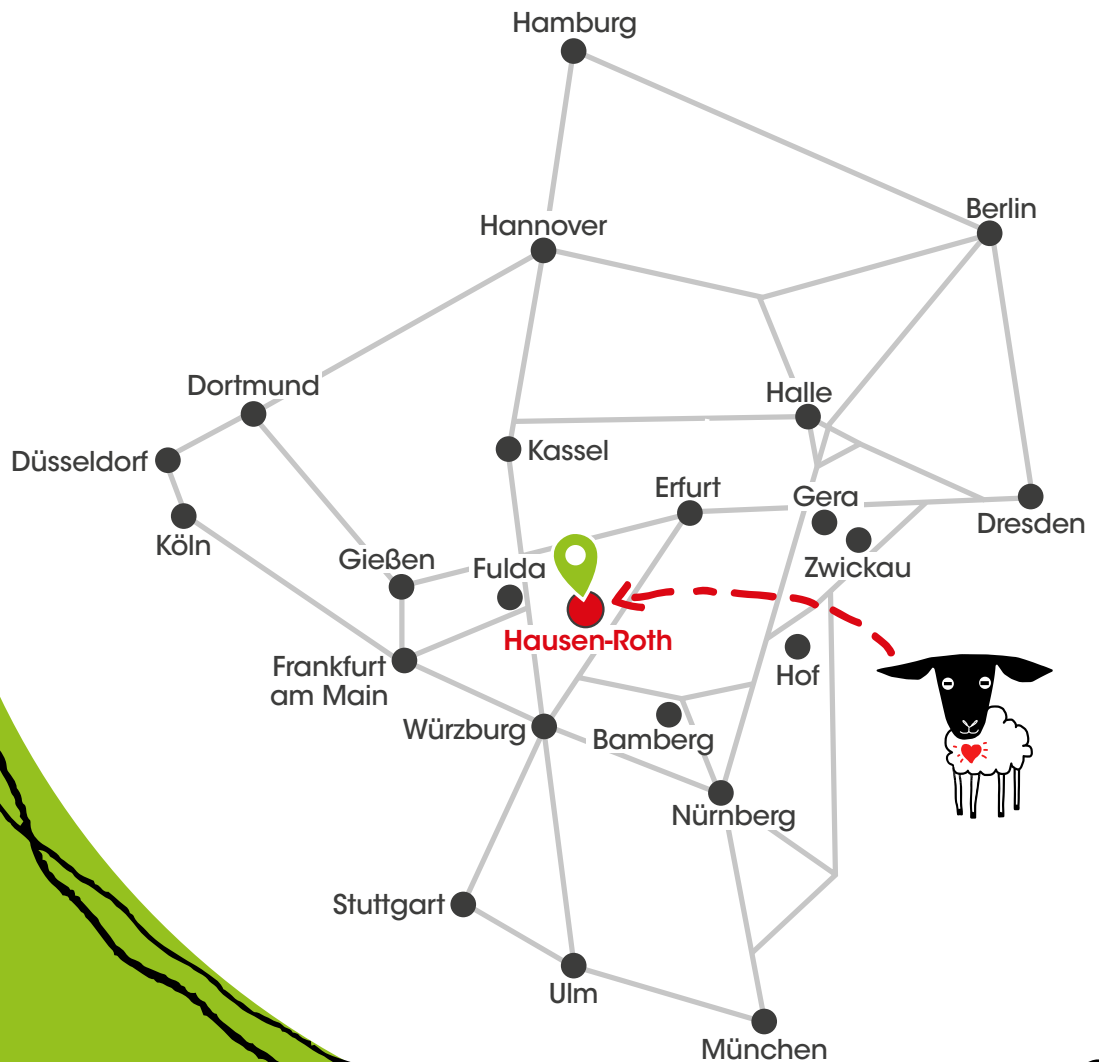 Hamburg
Berlin
Hannover
Dortmund
Halle
Düsseldorf
Kassel
Erfurt
Gera
Dresden
Köln
Gießen
Fulda
Zwickau
Hausen-Roth
Frankfurt
am Main
Hof
Würzburg
Bamberg
Nürnberg
Stuttgart
Ulm
München